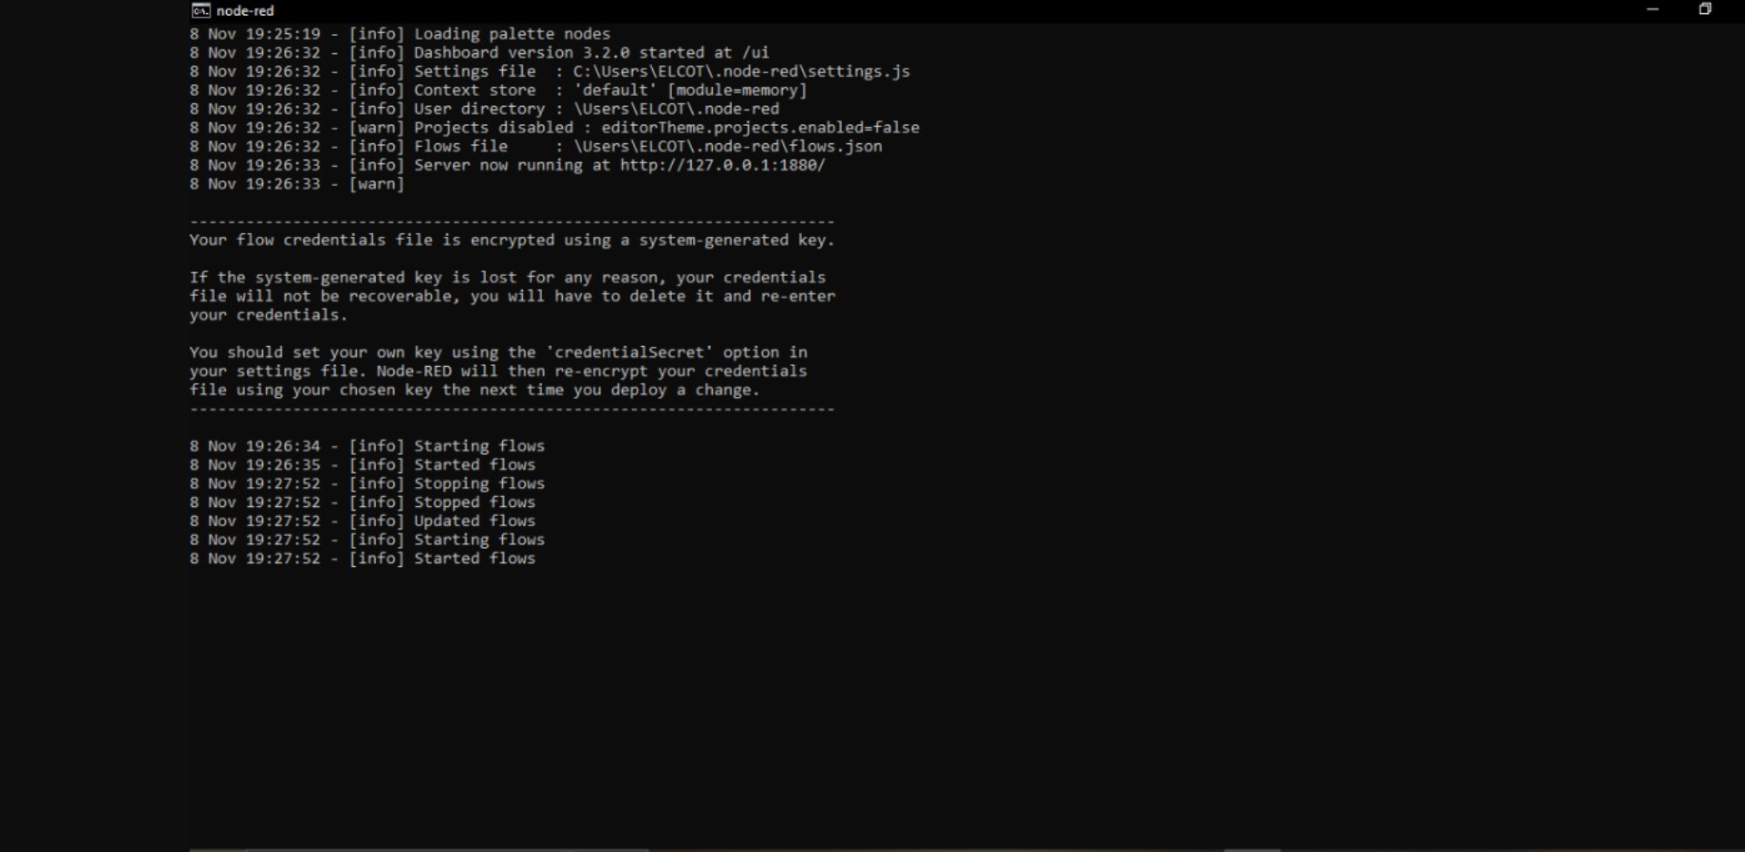 node-red
8 Nov 19:25:19 - [info] Loading palette nodes
8 Nov 19:26:32 - [info] Dashboard version 3.2.0 started at /ui
8 Nov 19:26:32 - [info] Settings file  : C:\Users\ELCOT\.node-red\settings.js
8 Nov 19:26:32 - [info] Context store  : 'default' [module=memory]
8 Nov 19:26:32 - [info] User directory : \Users\ELCOT\.node-red
8 Nov 19:26:32 - [warn] Projects disabled : editorTheme.projects.enabled=false
8 Nov 19:26:32 - [info] Flows file     : \Users\ELCOT\.node-red\flows.json
8 Nov 19:26:33 - [info] Server now running at http://127.0.0.1:1880/
8 Nov 19:26:33 - [warn]
---------------------------------------------------------------------
Your flow credentials file is encrypted using a system-generated key.
If the system-generated key is lost for any reason, your credentials
file will not be recoverable, you will have to delete it and re-enter
your credentials.
You should set your own key using the 'credentialSecret' option in
your settings file. Node-RED will then re-encrypt your credentials
file using your chosen key the next time you deploy a change.
---------------------------------------------------------------------
8 Nov 19:26:34 - [info] Starting flows
8 Nov 19:26:35 - [info] Started flows
8 Nov 19:27:52 - [info] Stopping flows
8 Nov 19:27:52 - [info] Stopped flows
8 Nov 19:27:52 - [info] Updated flows
8 Nov 19:27:52 - [info] Starting flows
8 Nov 19:27:52 - [info] Started flows